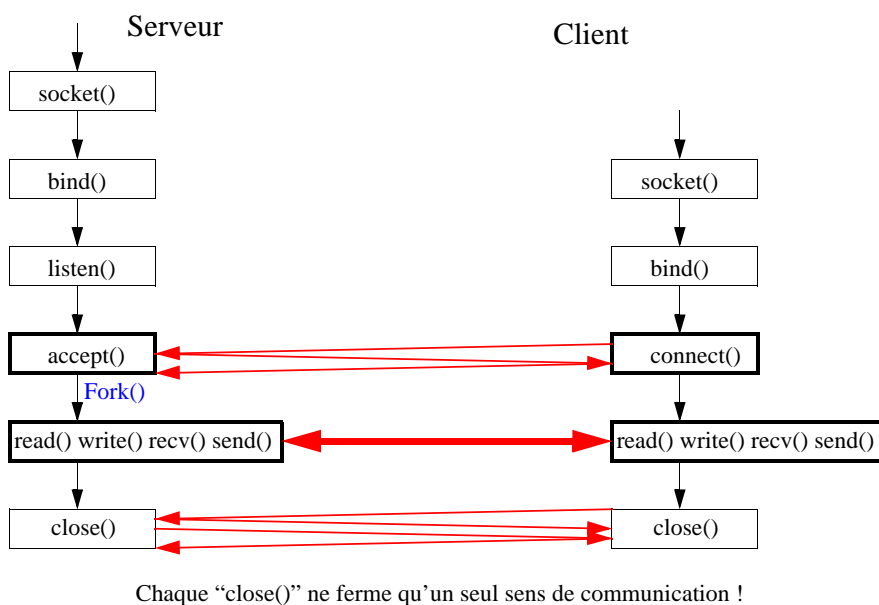 Serveur
Client
socket()
bind()
socket()
listen()
bind()
accept()
connect()
Fork()
read() write() recv() send()
read() write() recv() send()
close()
close()
Chaque “close()” ne ferme qu’un seul sens de communication !